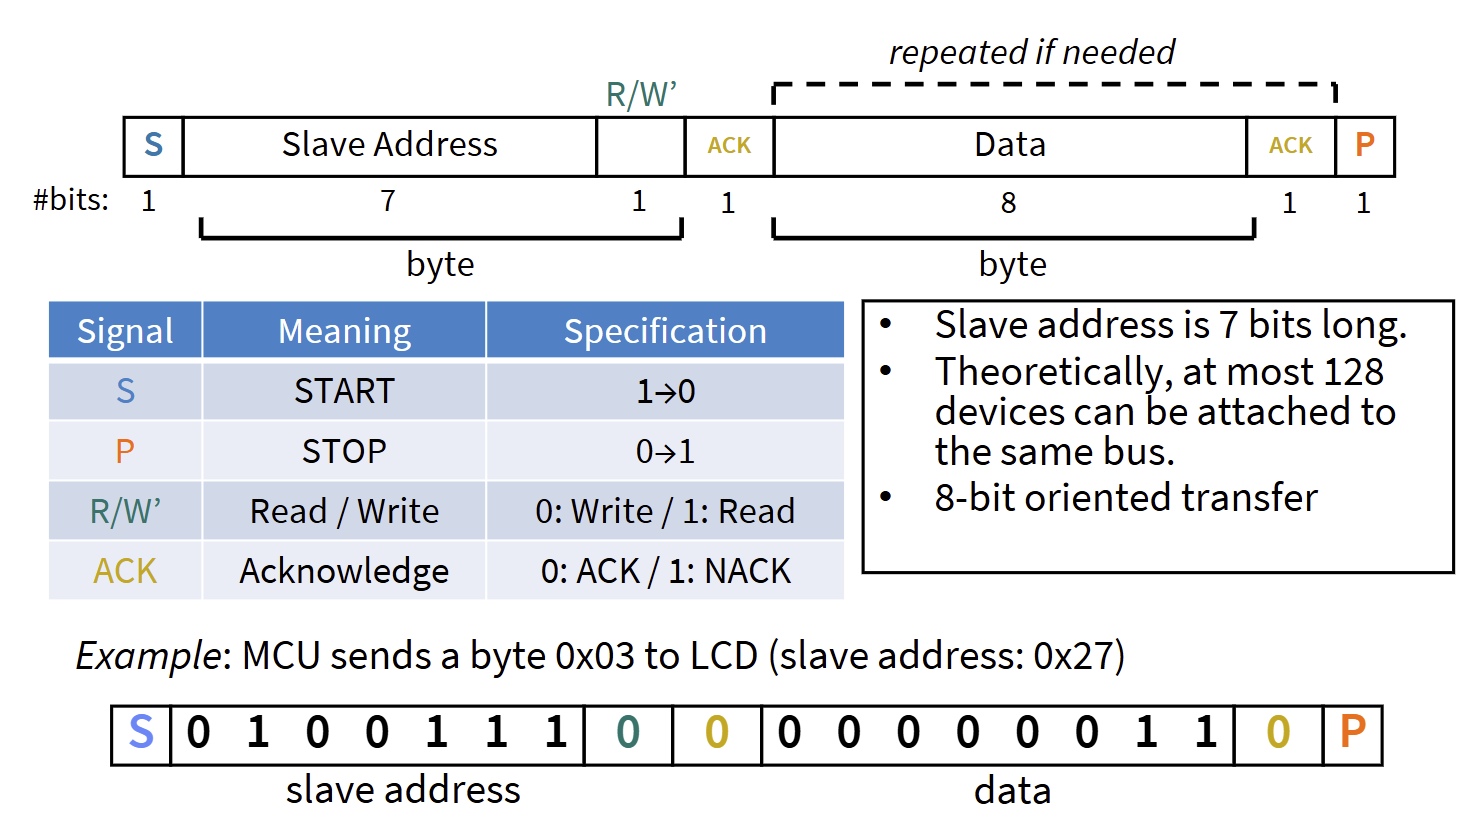 repeated if needed
R/W’
S Slave Address ACK Data ACK P
#bits: 1 7 1 1 8 1 1
byte byte
Signal Meaning Specification
S START 1→0
P STOP 0→1
R/W’ Read / Write 0: Write / 1: Read
ACK Acknowledge 0: ACK / 1: NACK
• Slave address is 7 bits long.
• Theoretically, at most 128
devices can be attached to
the same bus.
• 8-bit oriented transfer
Example: MCU sends a byte 0x03 to LCD (slave address: 0x27)
S 0 1 0 0 1 1 1 0 0 0 0 0 0 0 0 1 1 0 P
slave address data